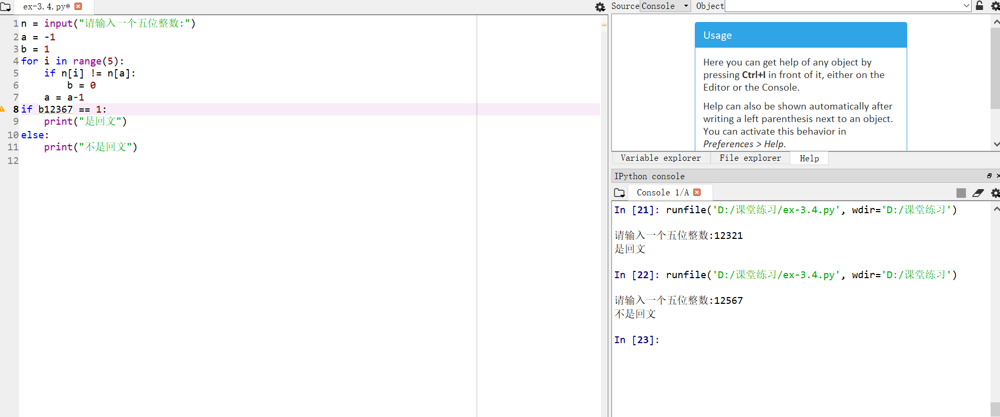 ex-3.4.py*
1 n = input("请输入一个五位整数:")
2 a = -1
3 b = 1
4 for i in range(5):
5     if n[i] != n[a]:
6         b = 0
7     a = a-1
8 if b12367 == 1:
9     print("是回文")
10 else:
11     print("不是回文")
12
Source Console Object
Usage
Here you can get help of any object by
pressing Ctrl+I in front of it, either on the
Editor or the Console.
Help can also be shown automatically after
writing a left parenthesis next to an object.
You can activate this behavior in
Preferences > Help.
Variable explorer File explorer Help
IPython console
Console 1/A
In [21]: runfile('D:/课堂练习/ex-3.4.py', wdir='D:/课堂练习')
请输入一个五位整数:12321
是回文
In [22]: runfile('D:/课堂练习/ex-3.4.py', wdir='D:/课堂练习')
请输入一个五位整数:12567
不是回文
In [23]: